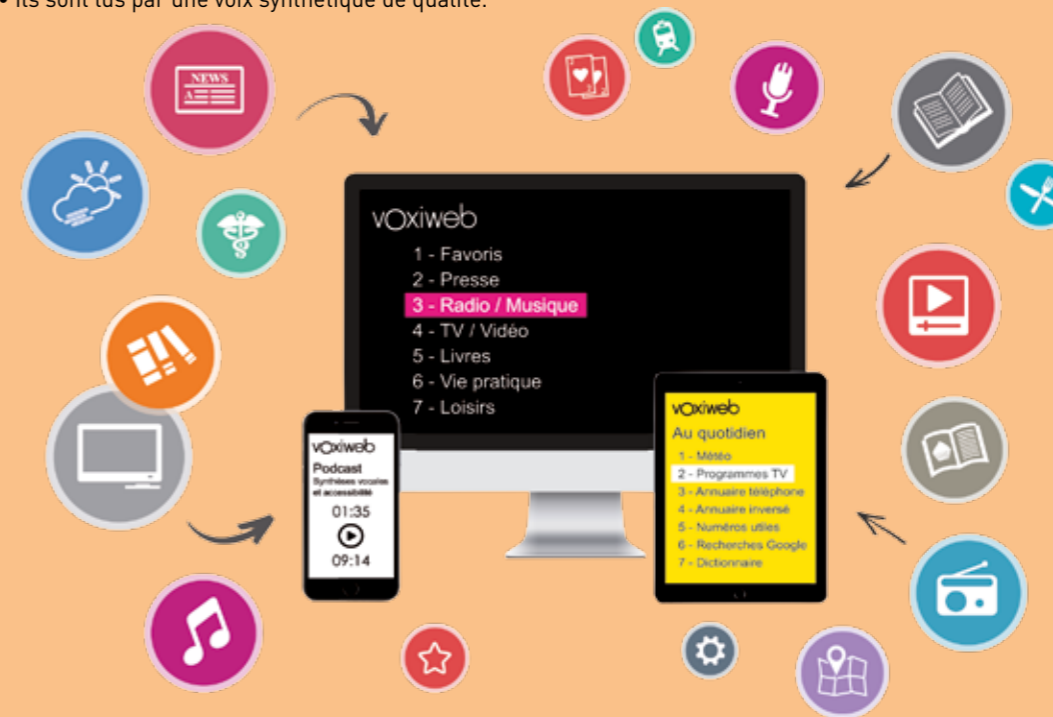 • Ils sont lus par une voix synthétique de qualité.
NEWS
A
voxiweb
1 - Favoris
2 - Presse
3 - Radio / Musique
4 - TV / Vidéo
5 - Livres
6 - Vie pratique
7 - Loisirs
voxiweb
Podcast
Synthèses vocales
et accessibilité
01:35
09:14
voxiweb
Au quotidien
1 - Météo
2 - Programmes TV
3 - Annuaire téléphone
4 - Annuaire inversé
5 - Numéros utiles
6 - Recherches Google
7 - Dictionnaire